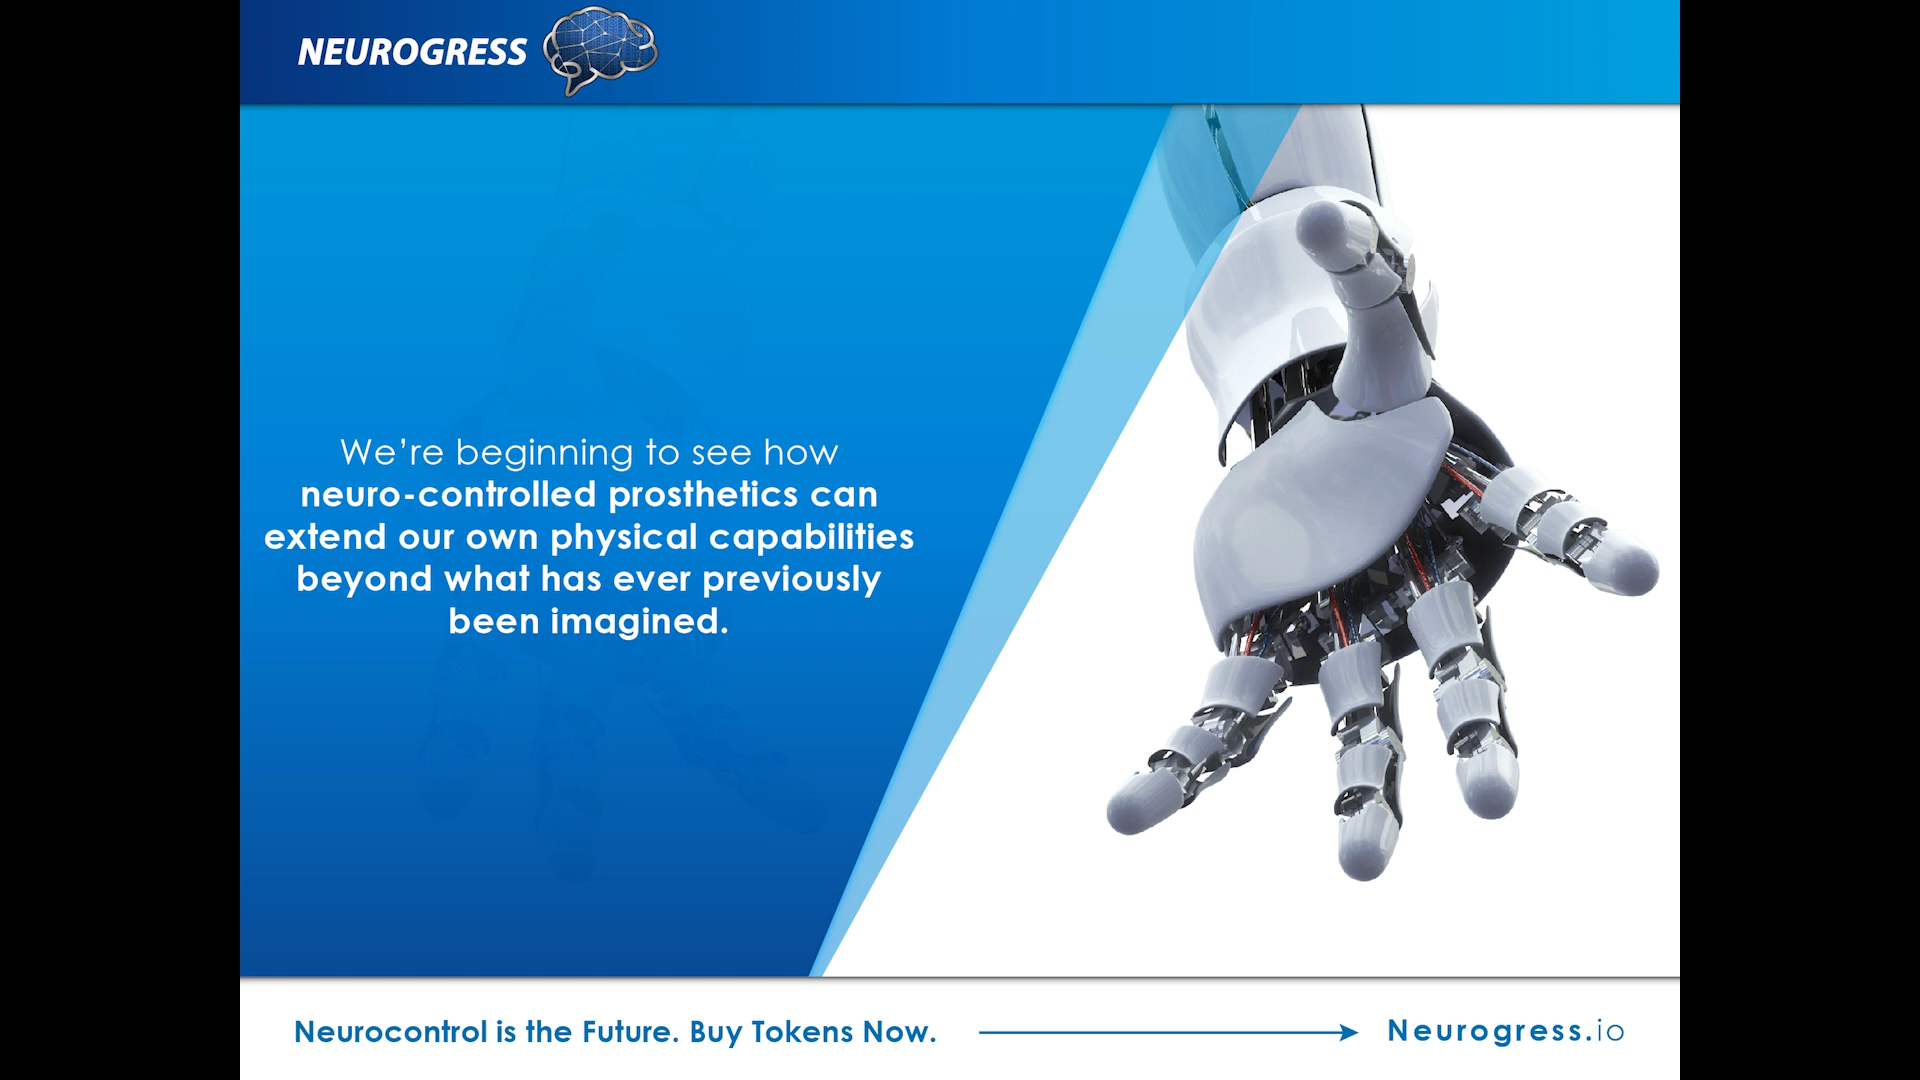 NEUROGRESS
We’re beginning to see how
neuro-controlled prosthetics can
extend our own physical capabilities
beyond what has ever previously
been imagined.
Neurocontrol is the Future. Buy Tokens Now.
Neurogress.io